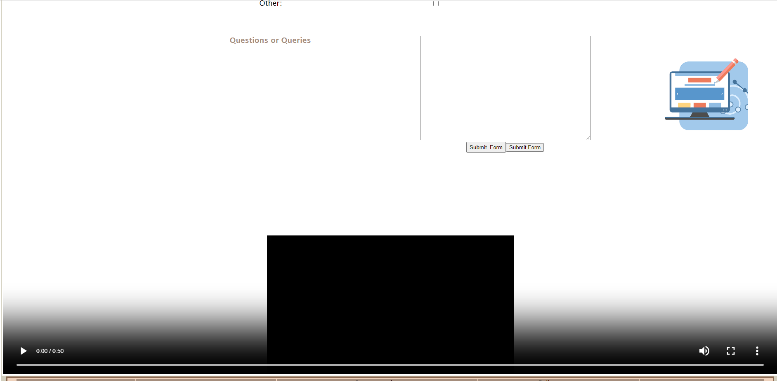 Other:
Questions or Queries
Submit Form Submit Form
0:00 / 0:50